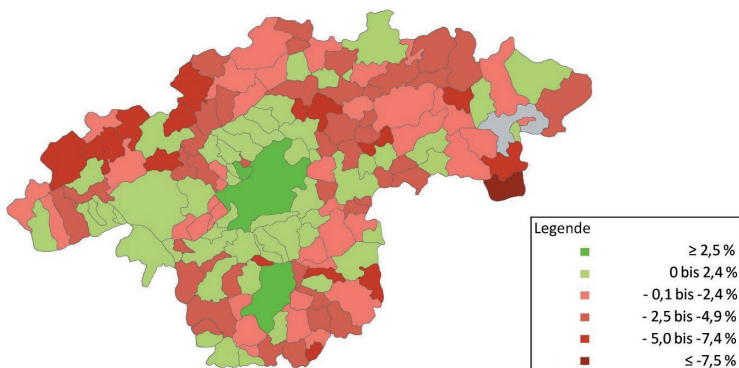 Legende
≥ 2,5 %
0 bis 2,4 %
- 0,1 bis -2,4 %
- 2,5 bis -4,9 %
- 5,0 bis -7,4 %
≤ -7,5 %